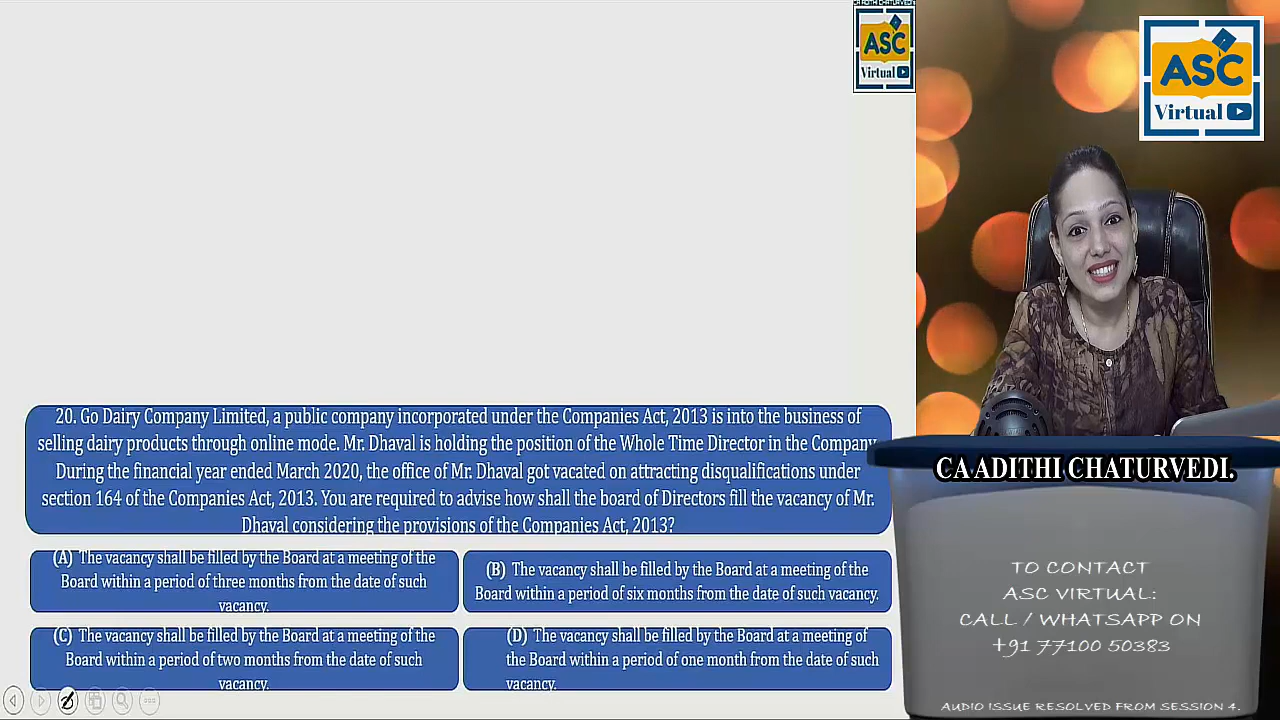 CA ADITHI CHATURVEDI
ASC
Virtual
ASC
Virtual
20. Go Dairy Company Limited, a public company incorporated under the Companies Act, 2013 is into the business of
selling dairy products through online mode. Mr. Dhaval is holding the position of the Whole Time Director in the Company.
During the financial year ended March 2020, the office of Mr. Dhaval got vacated on attracting disqualifications under
section 164 of the Companies Act, 2013. You are required to advise how shall the board of Directors fill the vacancy of Mr.
Dhaval considering the provisions of the Companies Act, 2013?
(A) The vacancy shall be filled by the Board at a meeting of the
Board within a period of three months from the date of such
vacancy.
(B) The vacancy shall be filled by the Board at a meeting of the
Board within a period of six months from the date of such vacancy.
(C) The vacancy shall be filled by the Board at a meeting of the
Board within a period of two months from the date of such
vacancy.
(D) The vacancy shall be filled by the Board at a meeting of
the Board within a period of one month from the date of such
vacancy.
CA ADITHI CHATURVEDI.
TO CONTACT
ASC VIRTUAL:
CALL / WHATSAPP ON
+91 77100 50383
AUDIO ISSUE RESOLVED FROM SESSION 4.